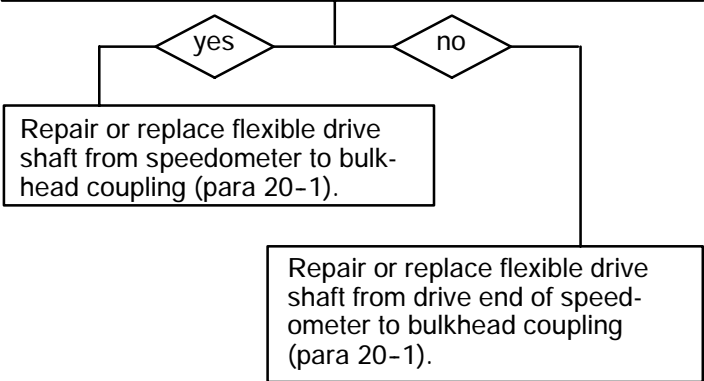 yes
no
Repair or replace flexible drive
shaft from speedometer to bulk-
head coupling (para 20-1).
Repair or replace flexible drive
shaft from drive end of speed-
ometer to bulkhead coupling
(para 20-1).